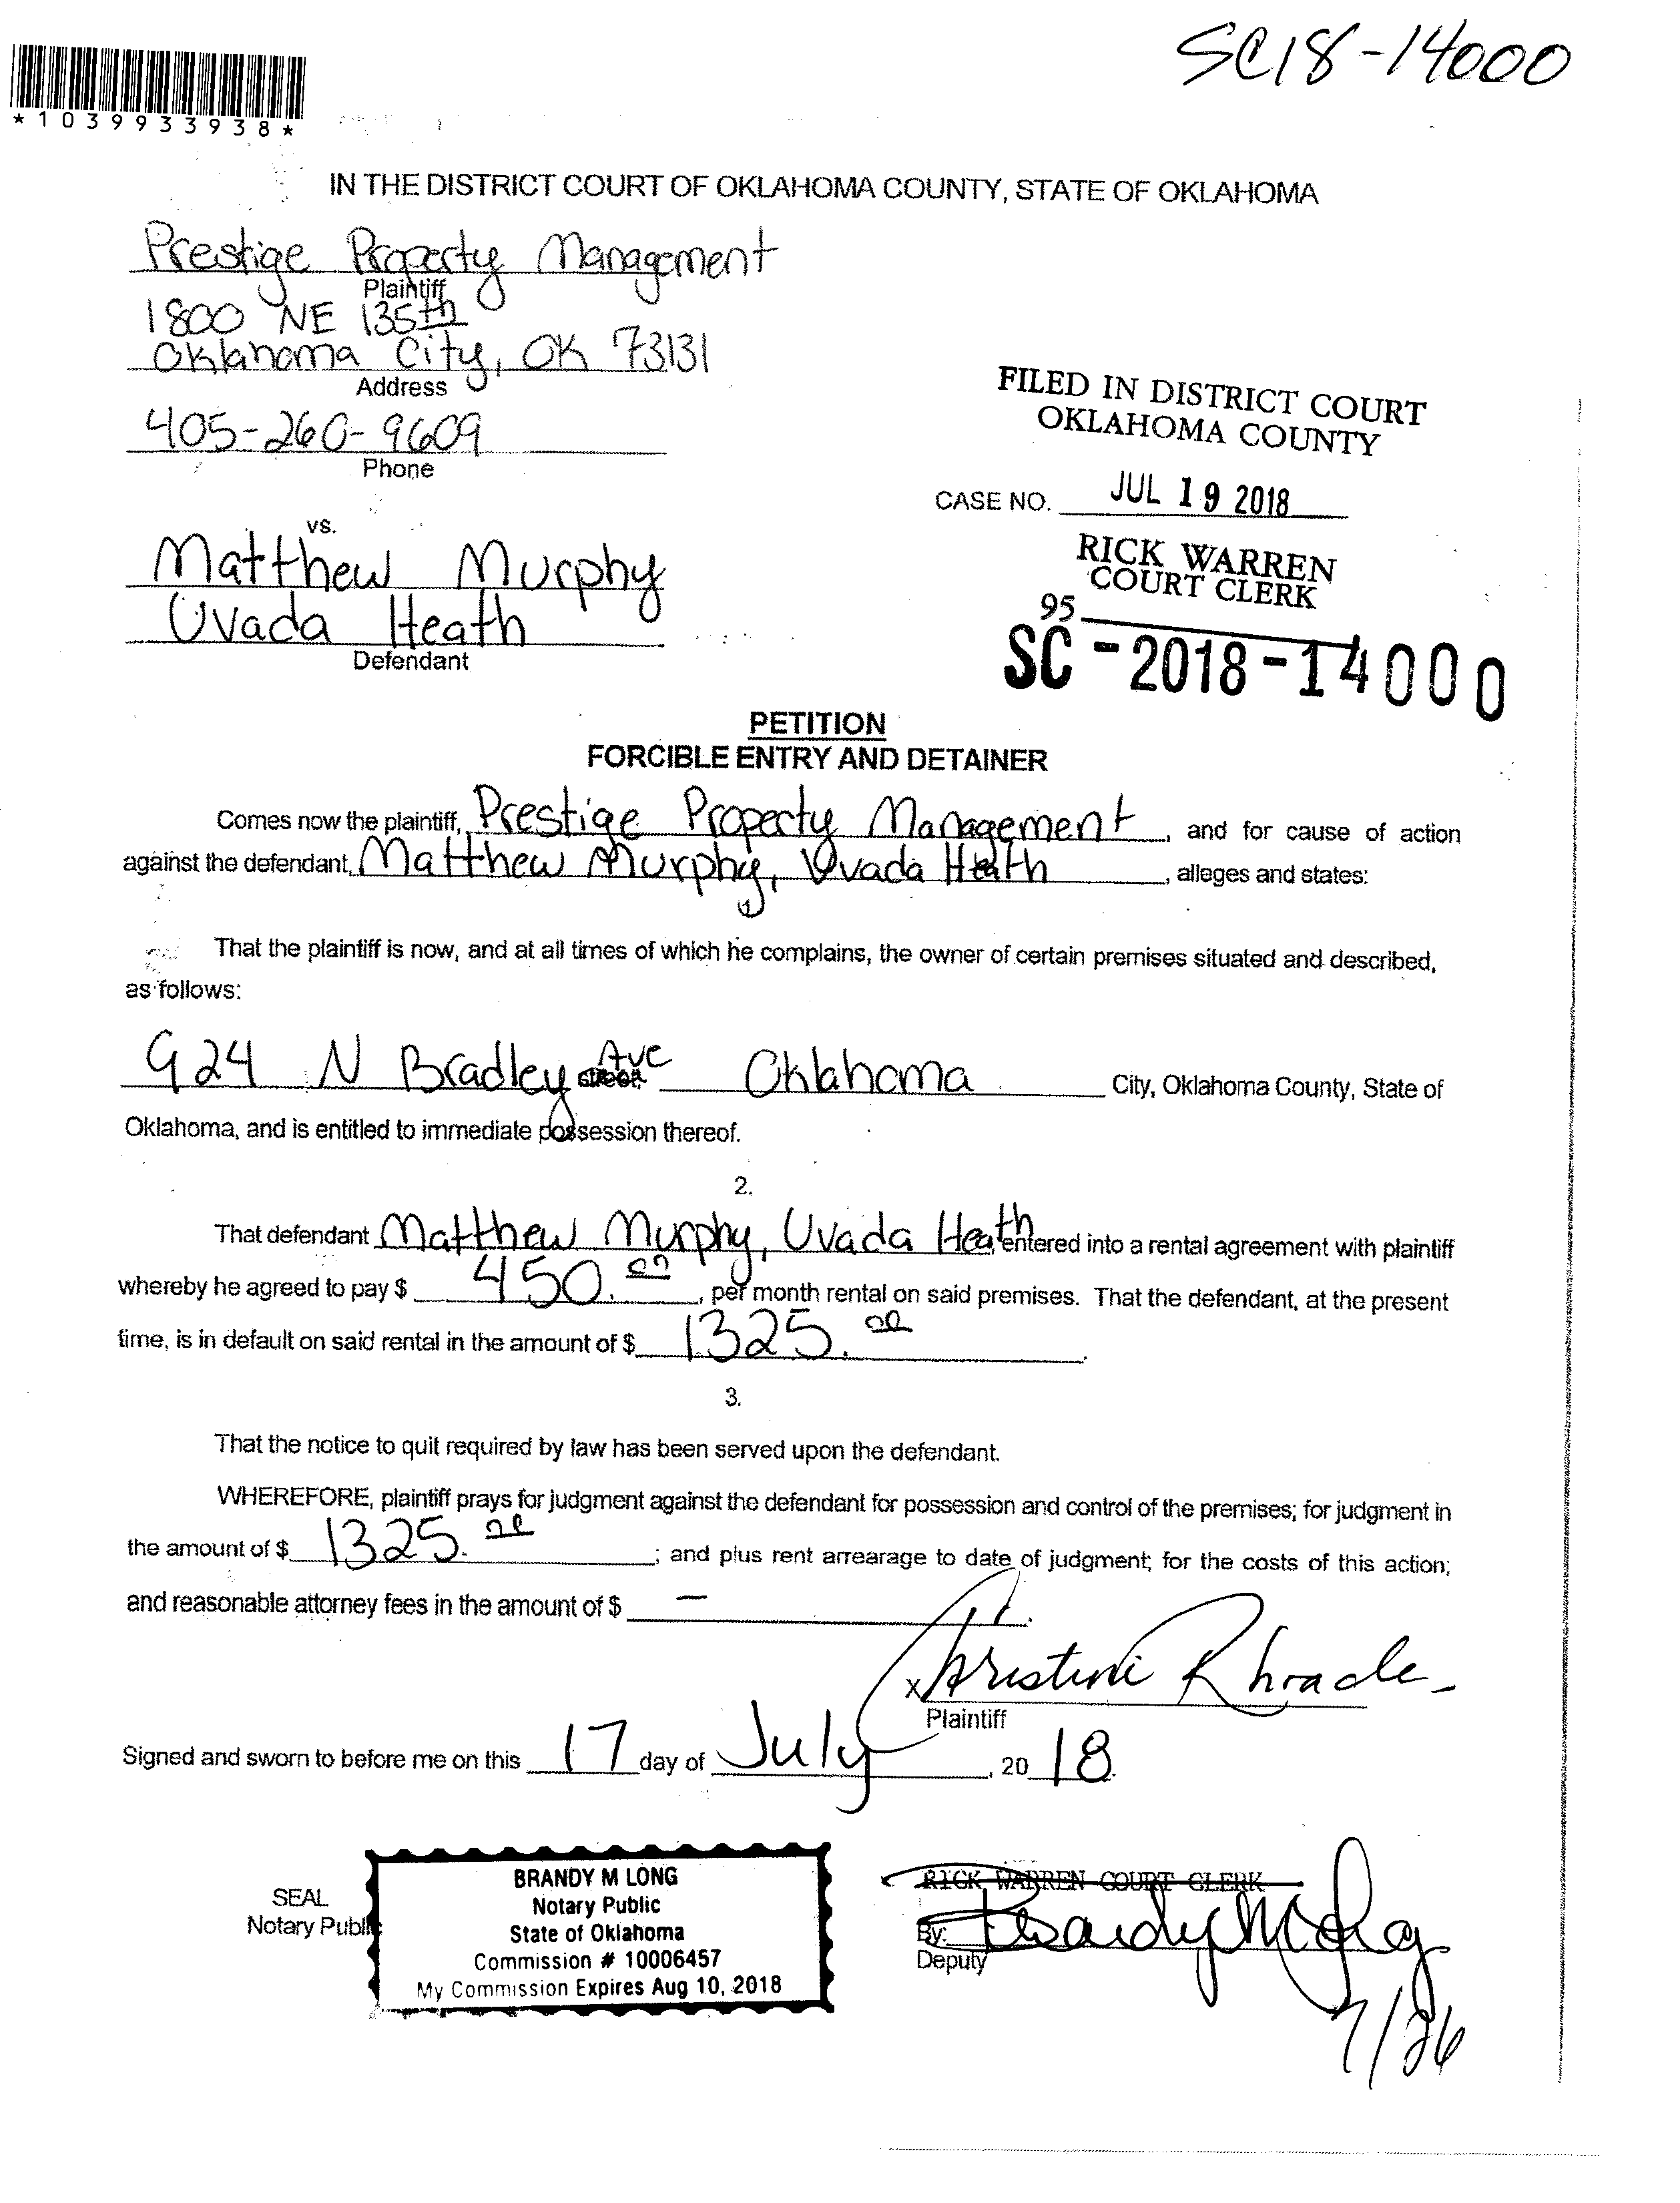 SC18-14000
*1039933938*
IN THE DISTRICT COURT OF OKLAHOMA COUNTY, STATE OF OKLAHOMA
Prestige Property Management
Plaintiff
1800 NE 135th
Oklahoma City, OK 73131
Address
405-260-9609
Phone
FILED IN DISTRICT COURT
OKLAHOMA COUNTY
CASE NO. JUL 19 2018
vs.
RICK WARREN
COURT CLERK
Matthew Murphy
95
Uvada Heath
SC-2018-14000
Defendant
PETITION
FORCIBLE ENTRY AND DETAINER
Comes now the plaintiff, Prestige Property Management, and for cause of action
against the defendant, Matthew Murphy, Uvada Heath, alleges and states:
1
That the plaintiff is now, and at all times of which he complains, the owner of certain premises situated and described,
as follows:
924 N Bradley Ave Oklahoma City, Oklahoma County, State of
Oklahoma, and is entitled to immediate possession thereof.
2.
That defendant Matthew Murphy, Uvada Heath entered into a rental agreement with plaintiff
whereby he agreed to pay $ 450.00, per month rental on said premises. That the defendant, at the present
time, is in default on said rental in the amount of $ 1325.00.
3.
That the notice to quit required by law has been served upon the defendant.
WHEREFORE, plaintiff prays for judgment against the defendant for possession and control of the premises; for judgment in
the amount of $ 1325.00; and plus rent arrearage to date of judgment; for the costs of this action;
and reasonable attorney fees in the amount of $ —.
x Christine Rhoade
Plaintiff
Signed and sworn to before me on this 17 day of July, 2018.
SEAL
Notary Public
BRANDY M LONG
Notary Public
State of Oklahoma
Commission # 10006457
My Commission Expires Aug 10, 2018
RICK WARREN COURT CLERK
By: Brandy M Long
Deputy
7/26